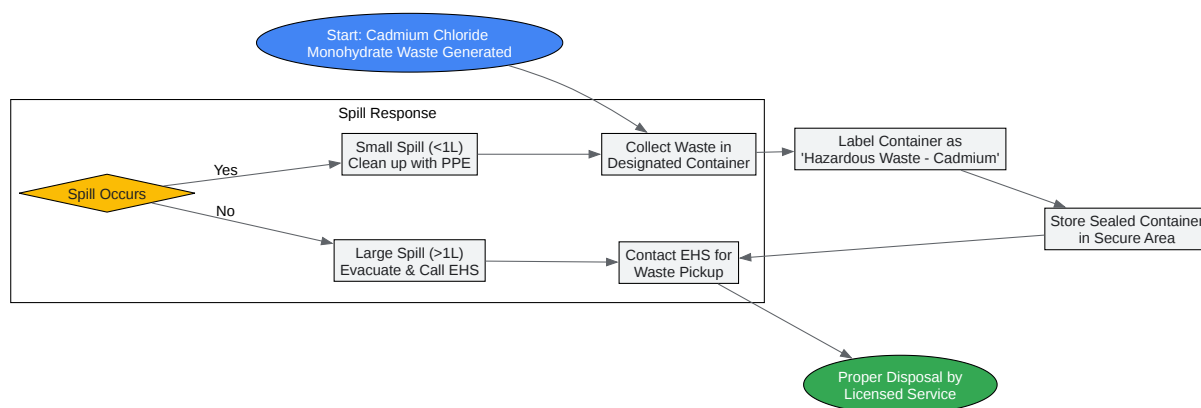 Start: Cadmium Chloride
Monohydrate Waste Generated
Spill Response
Small Spill (<1L)
Clean up with PPE
Collect Waste in
Designated Container
Label Container as
'Hazardous Waste - Cadmium'
Yes
Spill Occurs
No
Store Sealed Container
in Secure Area
Large Spill (>1L)
Evacuate & Call EHS
Contact EHS for
Waste Pickup
Proper Disposal by
Licensed Service